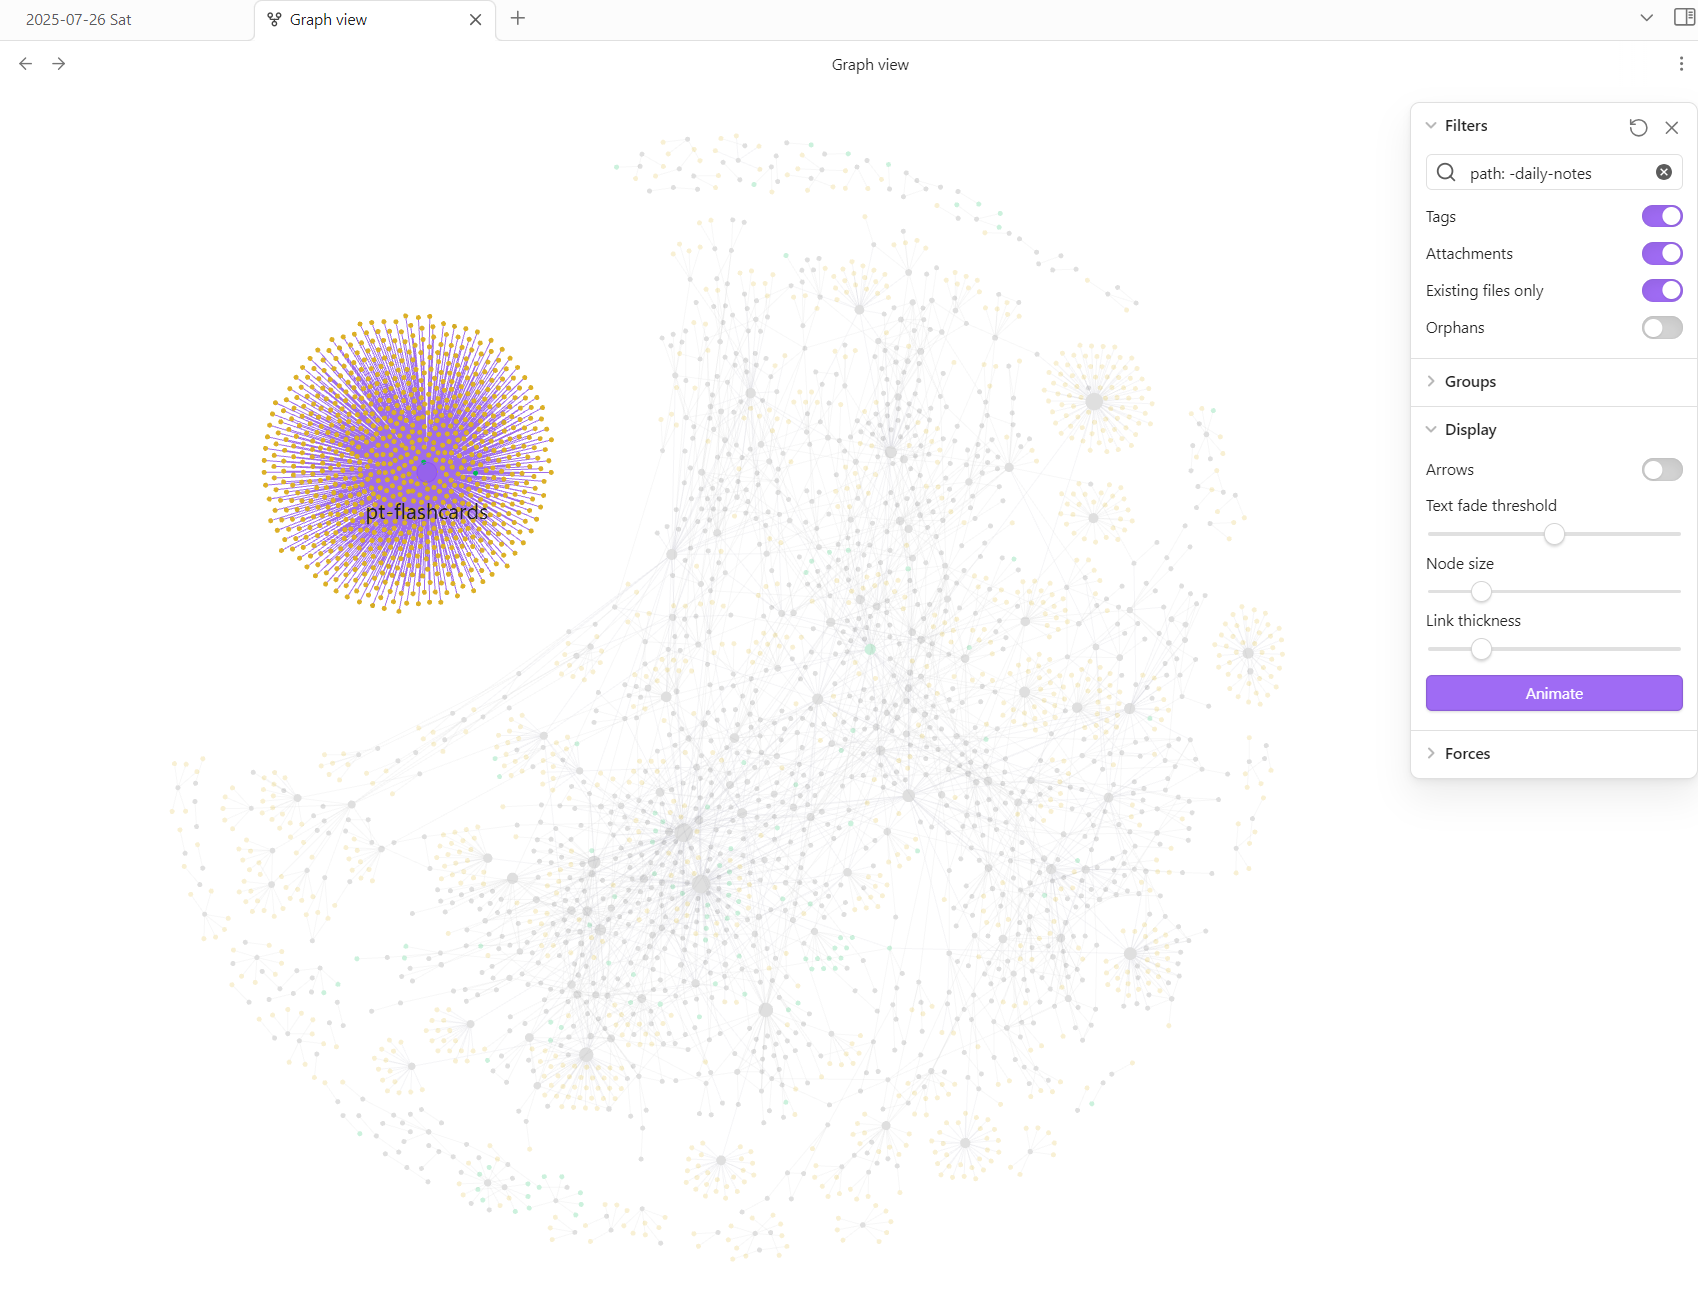 2025-07-26 Sat
Graph view
Graph view
Filters
path: -daily-notes
Tags
Attachments
Existing files only
Orphans
Groups
Display
Arrows
Text fade threshold
Node size
Link thickness
Animate
Forces
pt-flashcards